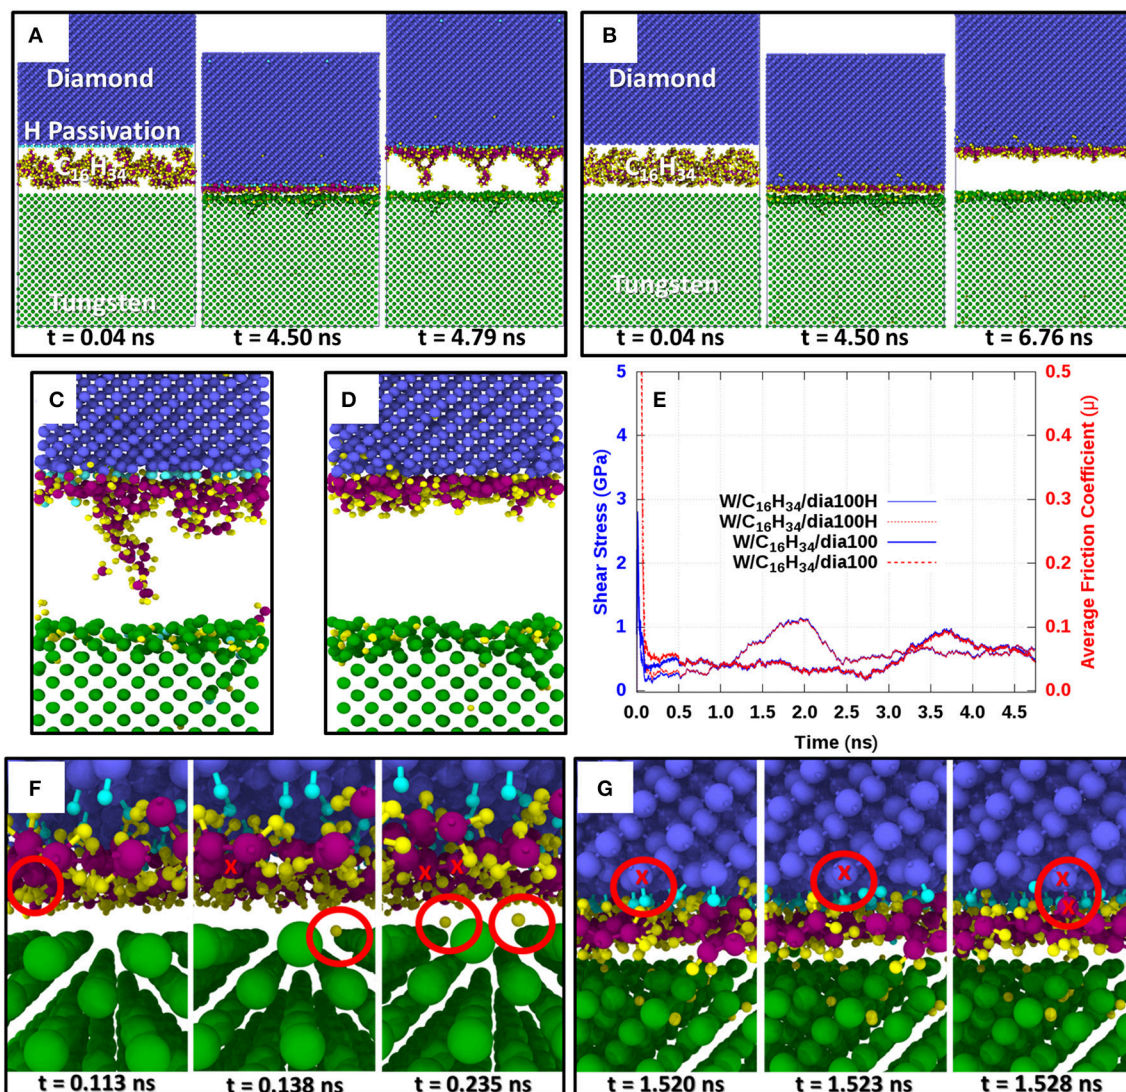 A
Diamond
H Passivation
C₁₆H₃₄
Tungsten
t = 0.04 ns
t = 4.50 ns
t = 4.79 ns
B
Diamond
C₁₆H₃₄
Tungsten
t = 0.04 ns
t = 4.50 ns
t = 6.76 ns
C
D
E
5
4
3
2
1
0
Shear Stress (GPa)
0.5
0.4
0.3
0.2
0.1
0.0
Average Friction Coefficient (μ)
W/C₁₆H₃₄/dia100H
W/C₁₆H₃₄/dia100H
W/C₁₆H₃₄/dia100
W/C₁₆H₃₄/dia100
0.0 0.5 1.0 1.5 2.0 2.5 3.0 3.5 4.0 4.5
Time (ns)
F
x
x x
t = 0.113 ns
t = 0.138 ns
t = 0.235 ns
G
x
x
x
x
t = 1.520 ns
t = 1.523 ns
t = 1.528 ns